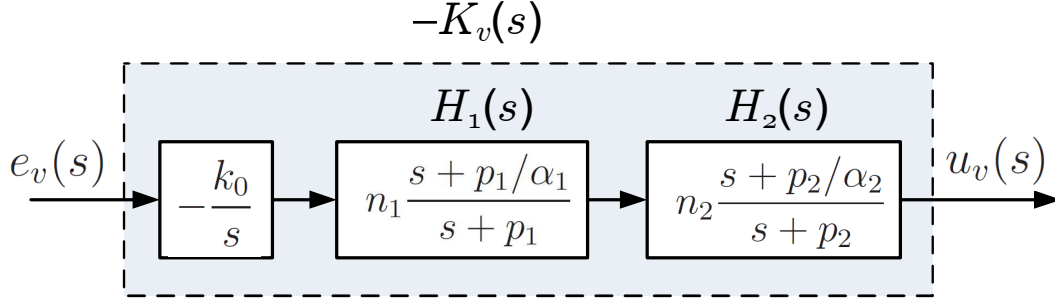 −K_v(s)
H_1(s) H_2(s)
e_v(s) −k_0/s n_1 (s + p_1/α_1)/(s + p_1) n_2 (s + p_2/α_2)/(s + p_2) u_v(s)